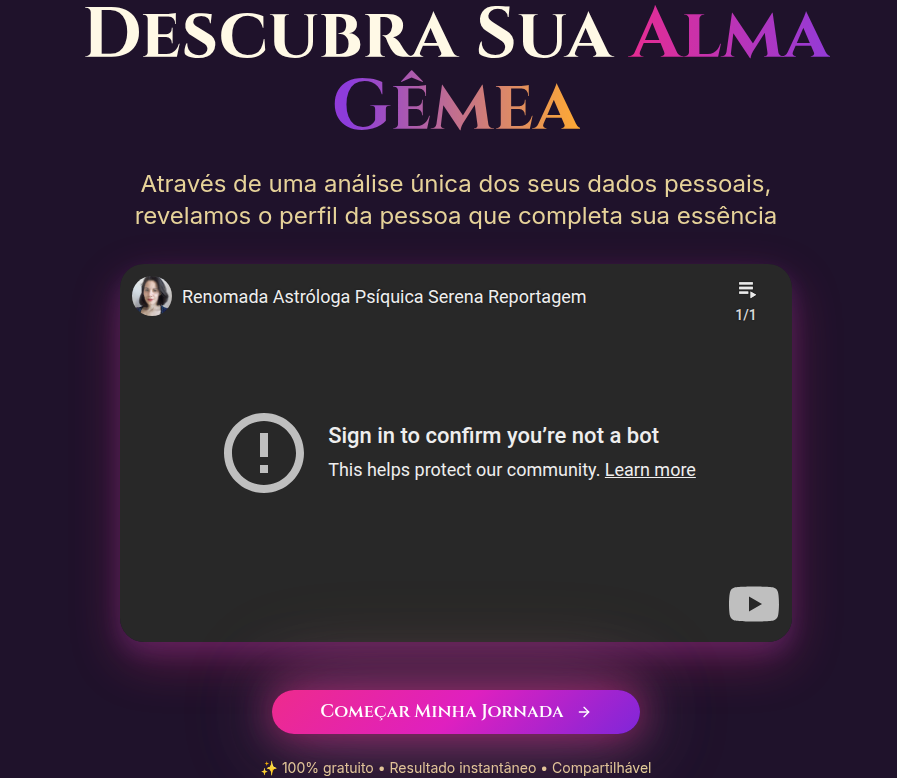 Descubra Sua Alma
Gêmea
Através de uma análise única dos seus dados pessoais,
revelamos o perfil da pessoa que completa sua essência
Renomada Astróloga Psíquica Serena Reportagem
1/1
Sign in to confirm you’re not a bot
This helps protect our community. Learn more
Começar Minha Jornada →
✨ 100% gratuito • Resultado instantâneo • Compartilhável